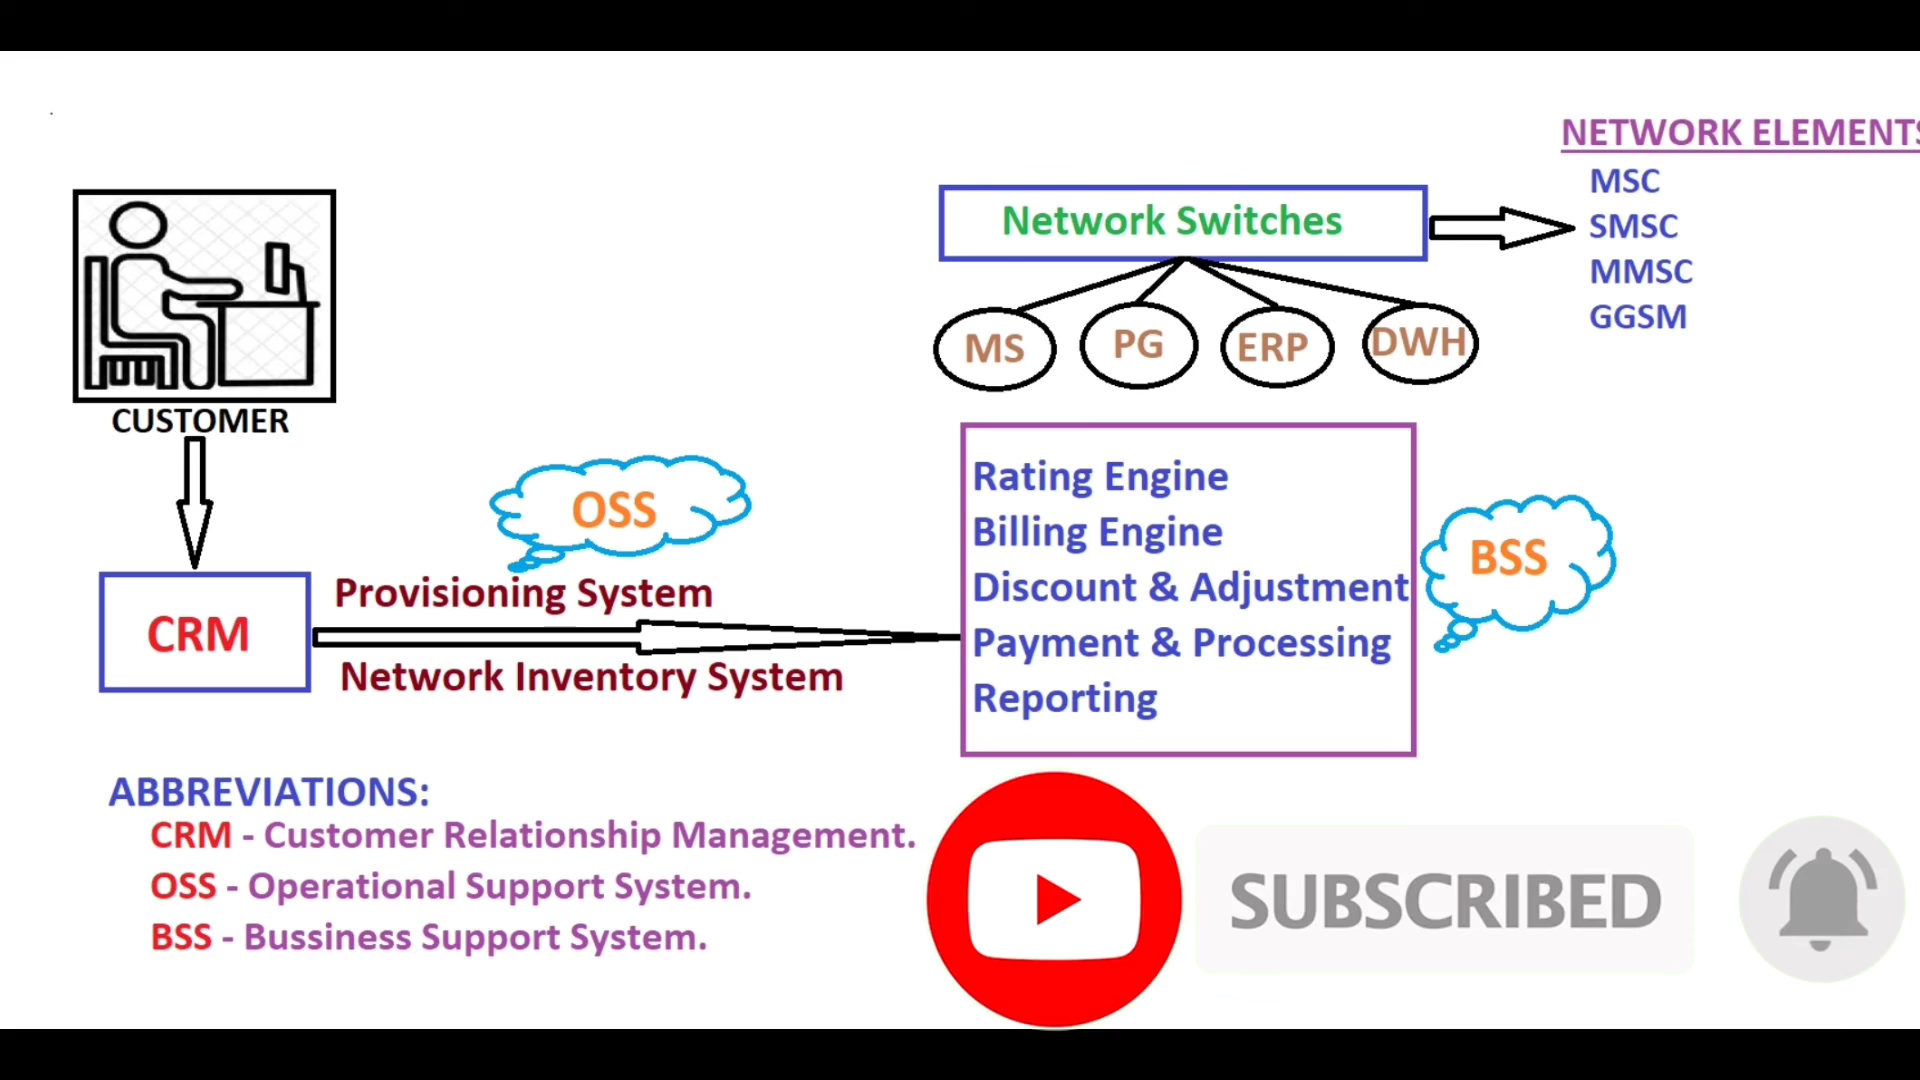 NETWORK ELEMENTS
MSC
SMSC
MMSC
GGSM
Network Switches
MS PG ERP DWH
CUSTOMER
CRM
OSS
Provisioning System
Network Inventory System
Rating Engine
Billing Engine
Discount & Adjustment
Payment & Processing
Reporting
BSS
ABBREVIATIONS:
CRM - Customer Relationship Management.
OSS - Operational Support System.
BSS - Bussiness Support System.
SUBSCRIBED